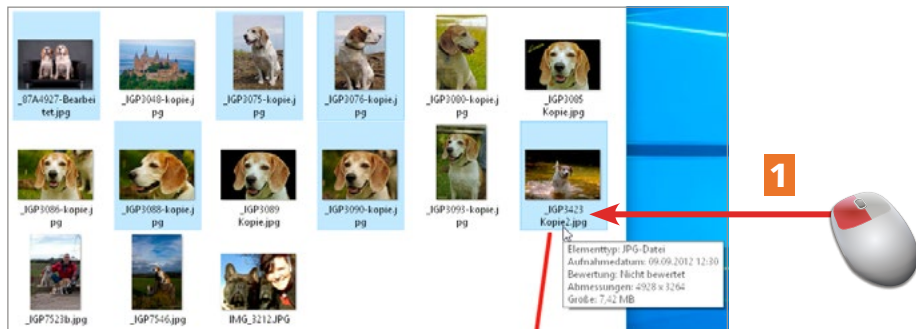 _87A4927-Bearbei
tet.jpg
_IGP3048-kopie.j
pg
_IGP3075-kopie.j
pg
_IGP3076-kopie.j
pg
_IGP3080-kopie.j
pg
_IGP3085
Kopie.jpg
_IGP3086-kopie.j
pg
_IGP3088-kopie.j
pg
_IGP3089
Kopie.jpg
_IGP3090-kopie.j
pg
_IGP3093-kopie.j
pg
_IGP3423
Kopie2.jpg
1
Elementtyp: JPG-Datei
Aufnahmedatum: 09.09.2012 12:30
Bewertung: Nicht bewertet
Abmessungen: 4928 x 3264
Größe: 7,42 MB
_IGP7523b.jpg
_IGP7546.jpg
IMG_3212.JPG